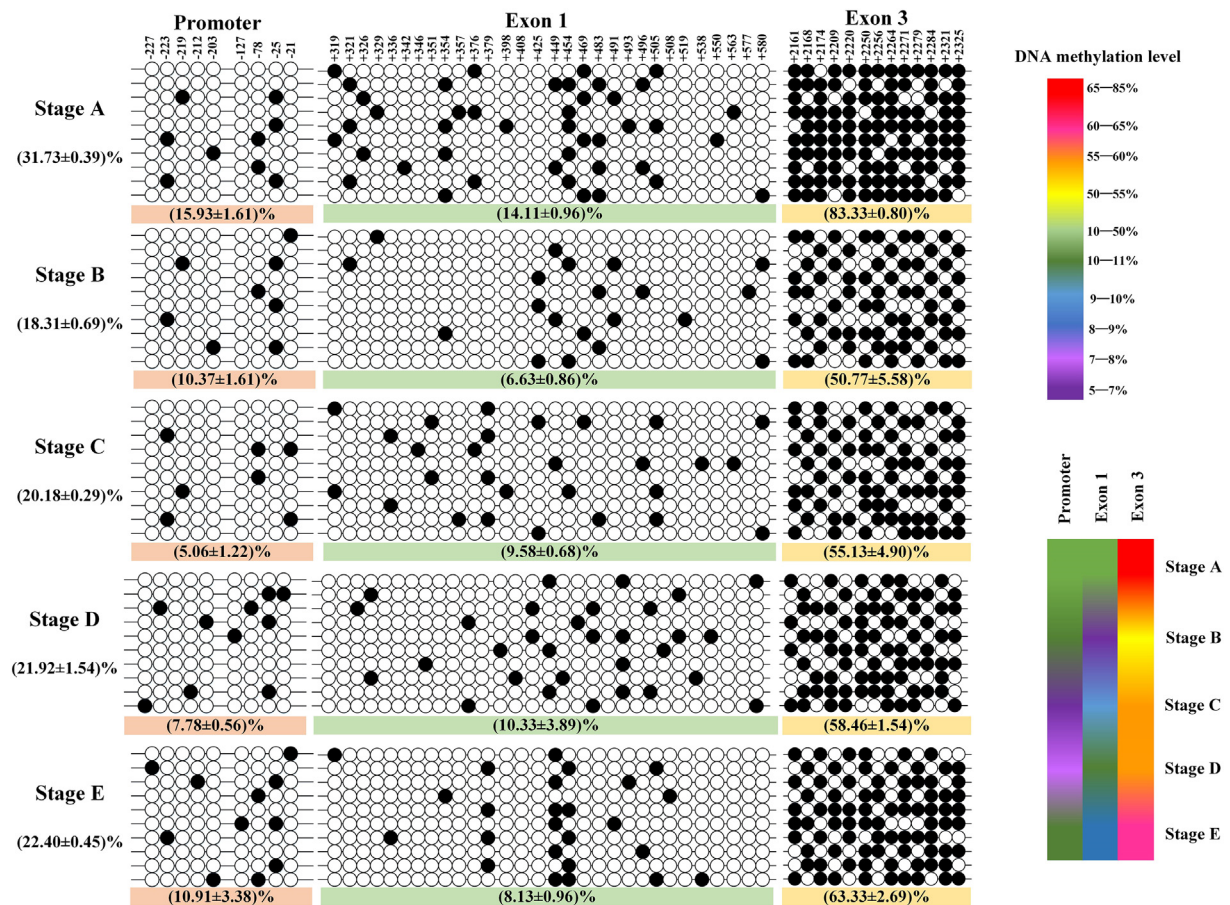 Promoter
Exon 1
Exon 3
-227 -223 -219 -212 -203 -127 -78 -25 -21
+319 +321 +326 +329 +336 +342 +346 +351 +354 +357 +376 +379 +398 +408 +425 +449 +454 +469 +483 +493 +496 +505 +508 +519 +538 +550 +563 +577 +580
+2161 +2168 +2174 +2209 +2220 +2250 +2256 +2264 +2271 +2279 +2284 +2321 +2325
Stage A
(31.73±0.39)%
(15.93±1.61)%
(14.11±0.96)%
(83.33±0.80)%
Stage B
(18.31±0.69)%
(10.37±1.61)%
(6.63±0.86)%
(50.77±5.58)%
Stage C
(20.18±0.29)%
(5.06±1.22)%
(9.58±0.68)%
(55.13±4.90)%
Stage D
(21.92±1.54)%
(7.78±0.56)%
(10.33±3.89)%
(58.46±1.54)%
Stage E
(22.40±0.45)%
(10.91±3.38)%
(8.13±0.96)%
(63.33±2.69)%
DNA methylation level
65—85%
60—65%
55—60%
50—55%
10—50%
10—11%
9—10%
8—9%
7—8%
5—7%
Promoter
Exon 1
Exon 3
Stage A
Stage B
Stage C
Stage D
Stage E